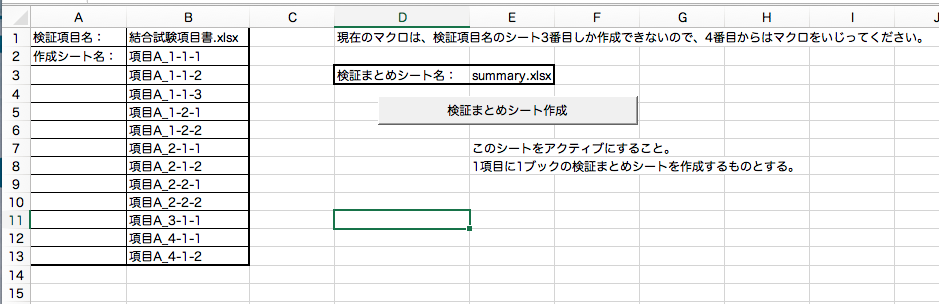 A B C D E F G H I J
1 検証項目名： 結合試験項目書.xlsx 現在のマクロは、検証項目名のシート3番目しか作成できないので、4番目からはマクロをいじってください。
2 作成シート名： 項目A_1-1-1
3 項目A_1-1-2 検証まとめシート名： summary.xlsx
4 項目A_1-1-3
検証まとめシート作成
5 項目A_1-2-1
6 項目A_1-2-2
7 項目A_2-1-1 このシートをアクティブにすること。
8 項目A_2-1-2 1項目に1ブックの検証まとめシートを作成するものとする。
9 項目A_2-2-1
10 項目A_2-2-2
11 項目A_3-1-1
12 項目A_4-1-1
13 項目A_4-1-2
14
15